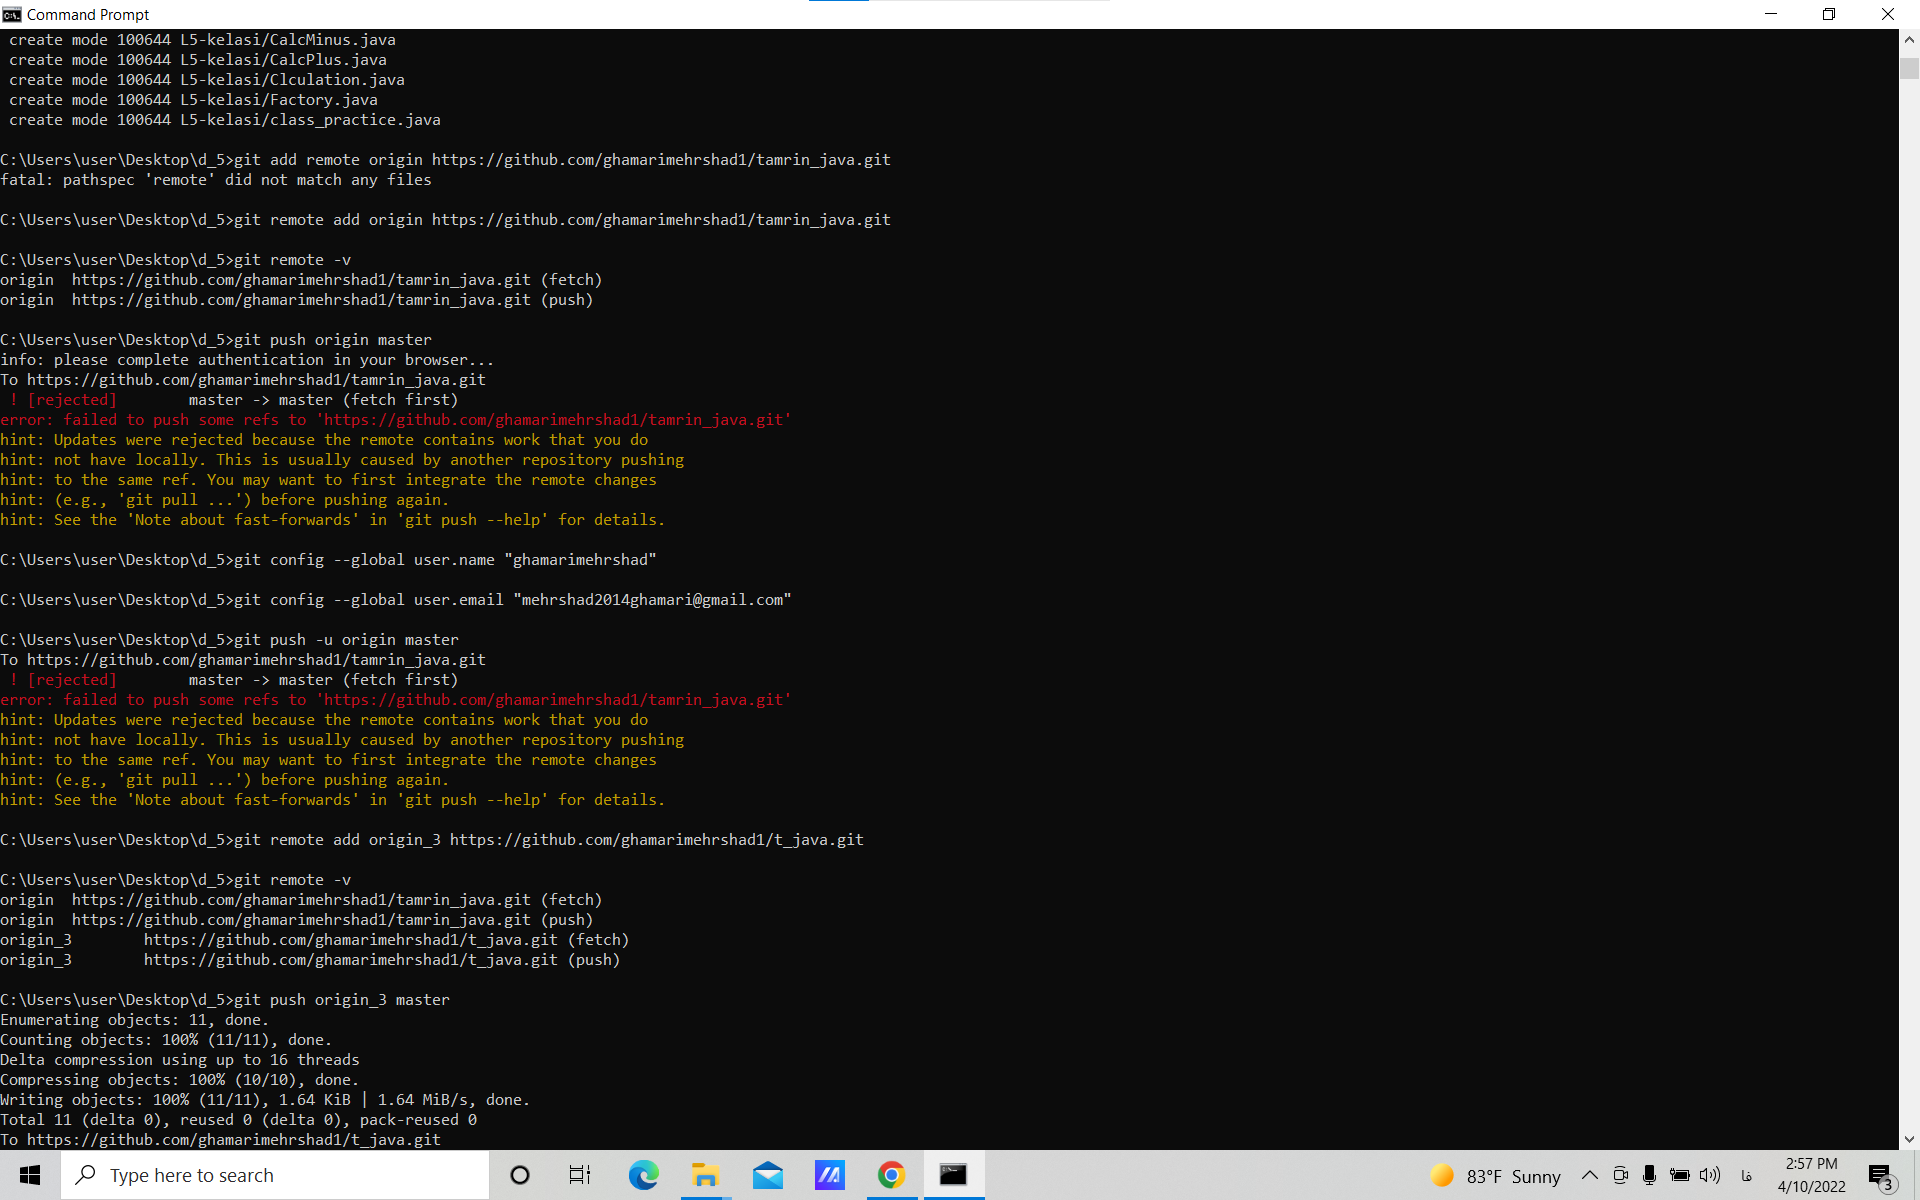 Command Prompt
 create mode 100644 L5-kelasi/CalcMinus.java
 create mode 100644 L5-kelasi/CalcPlus.java
 create mode 100644 L5-kelasi/Clculation.java
 create mode 100644 L5-kelasi/Factory.java
 create mode 100644 L5-kelasi/class_practice.java
C:\Users\user\Desktop\d_5>git add remote origin https://github.com/ghamarimehrshad1/tamrin_java.git
fatal: pathspec 'remote' did not match any files
C:\Users\user\Desktop\d_5>git remote add origin https://github.com/ghamarimehrshad1/tamrin_java.git
C:\Users\user\Desktop\d_5>git remote -v
origin  https://github.com/ghamarimehrshad1/tamrin_java.git (fetch)
origin  https://github.com/ghamarimehrshad1/tamrin_java.git (push)
C:\Users\user\Desktop\d_5>git push origin master
info: please complete authentication in your browser...
To https://github.com/ghamarimehrshad1/tamrin_java.git
 ! [rejected]        master -> master (fetch first)
error: failed to push some refs to 'https://github.com/ghamarimehrshad1/tamrin_java.git'
hint: Updates were rejected because the remote contains work that you do
hint: not have locally. This is usually caused by another repository pushing
hint: to the same ref. You may want to first integrate the remote changes
hint: (e.g., 'git pull ...') before pushing again.
hint: See the 'Note about fast-forwards' in 'git push --help' for details.
C:\Users\user\Desktop\d_5>git config --global user.name "ghamarimehrshad"
C:\Users\user\Desktop\d_5>git config --global user.email "mehrshad2014ghamari@gmail.com"
C:\Users\user\Desktop\d_5>git push -u origin master
To https://github.com/ghamarimehrshad1/tamrin_java.git
 ! [rejected]        master -> master (fetch first)
error: failed to push some refs to 'https://github.com/ghamarimehrshad1/tamrin_java.git'
hint: Updates were rejected because the remote contains work that you do
hint: not have locally. This is usually caused by another repository pushing
hint: to the same ref. You may want to first integrate the remote changes
hint: (e.g., 'git pull ...') before pushing again.
hint: See the 'Note about fast-forwards' in 'git push --help' for details.
C:\Users\user\Desktop\d_5>git remote add origin_3 https://github.com/ghamarimehrshad1/t_java.git
C:\Users\user\Desktop\d_5>git remote -v
origin  https://github.com/ghamarimehrshad1/tamrin_java.git (fetch)
origin  https://github.com/ghamarimehrshad1/tamrin_java.git (push)
origin_3        https://github.com/ghamarimehrshad1/t_java.git (fetch)
origin_3        https://github.com/ghamarimehrshad1/t_java.git (push)
C:\Users\user\Desktop\d_5>git push origin_3 master
Enumerating objects: 11, done.
Counting objects: 100% (11/11), done.
Delta compression using up to 16 threads
Compressing objects: 100% (10/10), done.
Writing objects: 100% (11/11), 1.64 KiB | 1.64 MiB/s, done.
Total 11 (delta 0), reused 0 (delta 0), pack-reused 0
To https://github.com/ghamarimehrshad1/t_java.git
Type here to search
83°F Sunny
فا
2:57 PM
4/10/2022
3